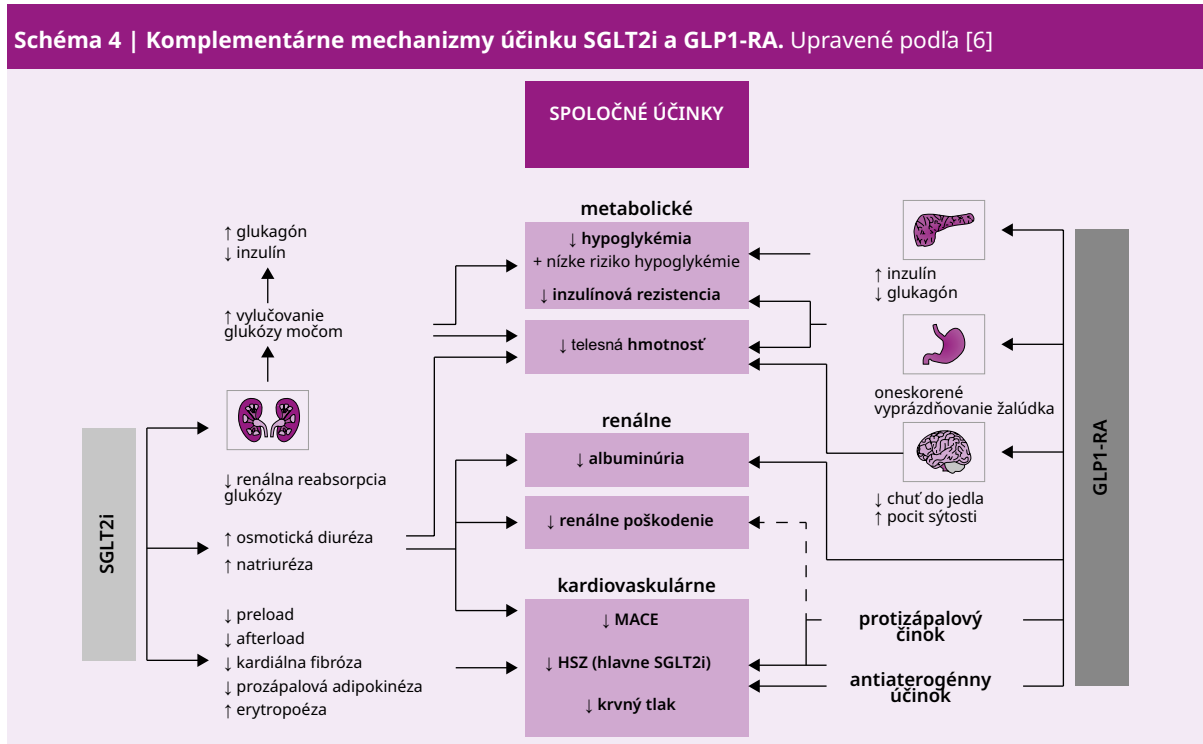 Schéma 4 | Komplementárne mechanizmy účinku SGLT2i a GLP1-RA. Upravené podľa [6]
SPOLOČNÉ ÚČINKY
SGLT2i
↑ glukagón
↓ inzulín
↑ vylučovanie
glukózy močom
↓ renálna reabsorpcia
glukózy
↑ osmotická diuréza
↑ natriuréza
↓ preload
↓ afterload
↓ kardiálna fibróza
↓ prozápalová adipokinéza
↑ erytropoéza
metabolické
↓ hypoglykémia
+ nízke riziko hypoglykémie
↓ inzulínová rezistencia
↓ telesná hmotnosť
renálne
↓ albuminúria
↓ renálne poškodenie
kardiovaskulárne
↓ MACE
↓ HSZ (hlavne SGLT2i)
↓ krvný tlak
↑ inzulín
↓ glukagón
oneskorené
vyprázdňovanie žalúdka
↓ chuť do jedla
↑ pocit sýtosti
protizápalový
činok
antiaterogénny
účinok
GLP1-RA